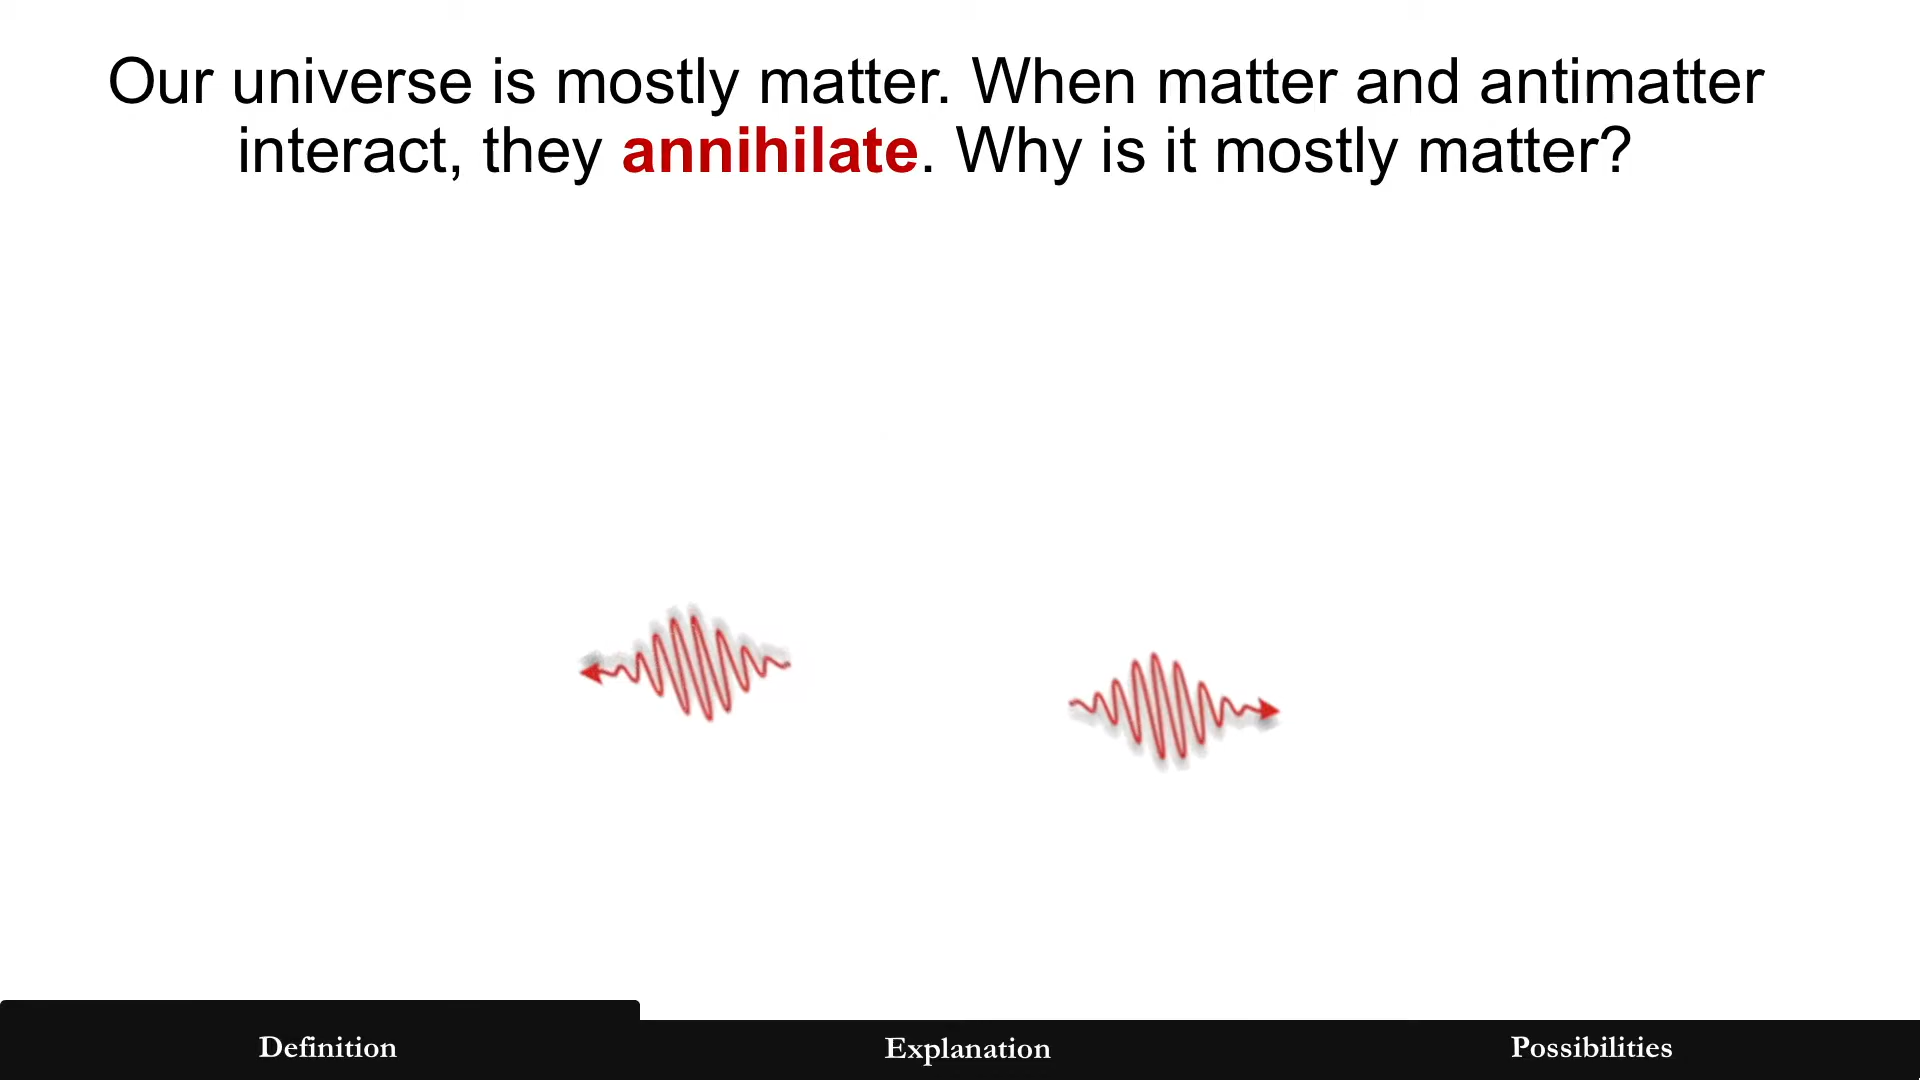 Our universe is mostly matter. When matter and antimatter
interact, they annihilate. Why is it mostly matter?
Definition
Explanation
Possibilities